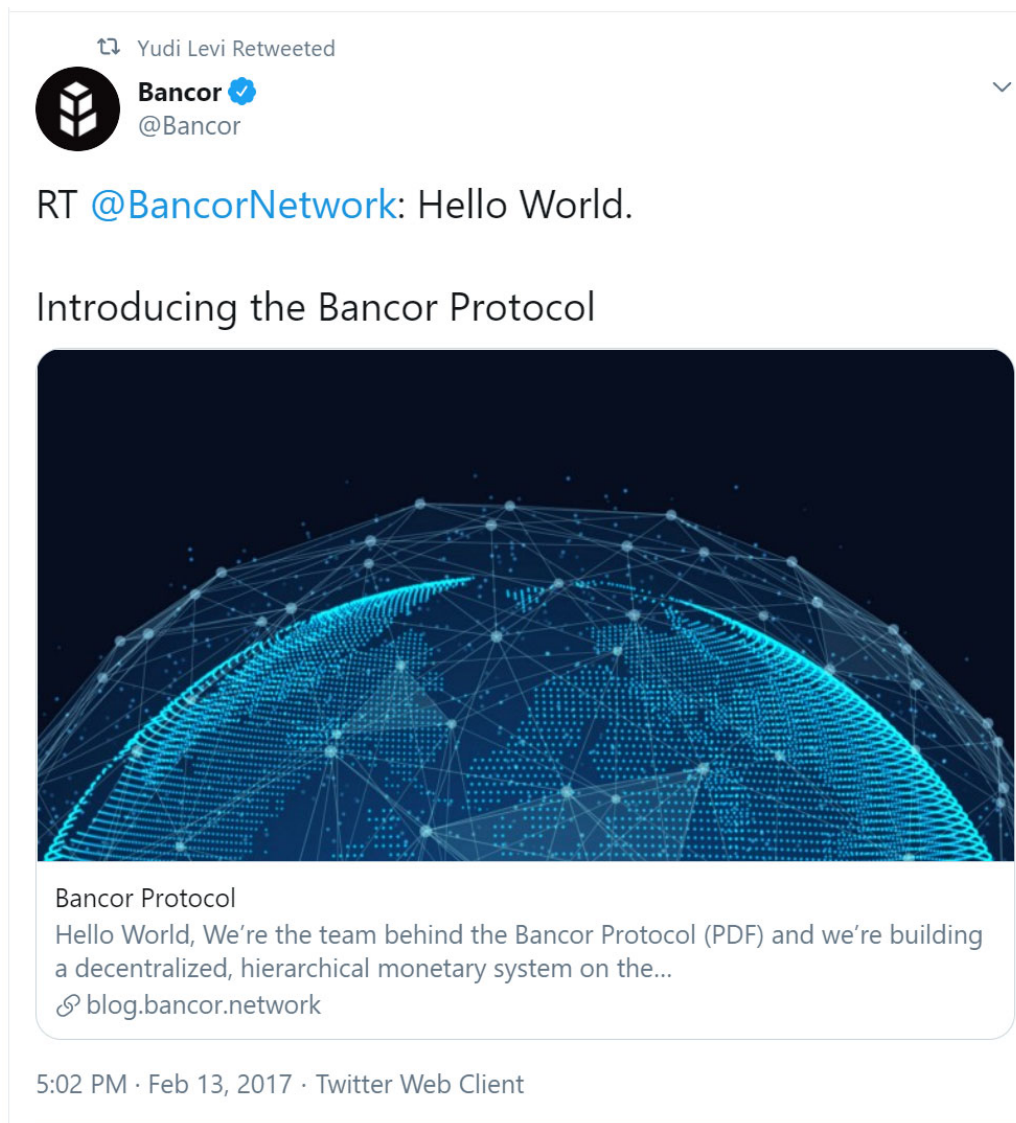 Yudi Levi Retweeted
Bancor
@Bancor
RT @BancorNetwork: Hello World.
Introducing the Bancor Protocol
Bancor Protocol
Hello World, We’re the team behind the Bancor Protocol (PDF) and we’re building
a decentralized, hierarchical monetary system on the...
blog.bancor.network
5:02 PM · Feb 13, 2017 · Twitter Web Client